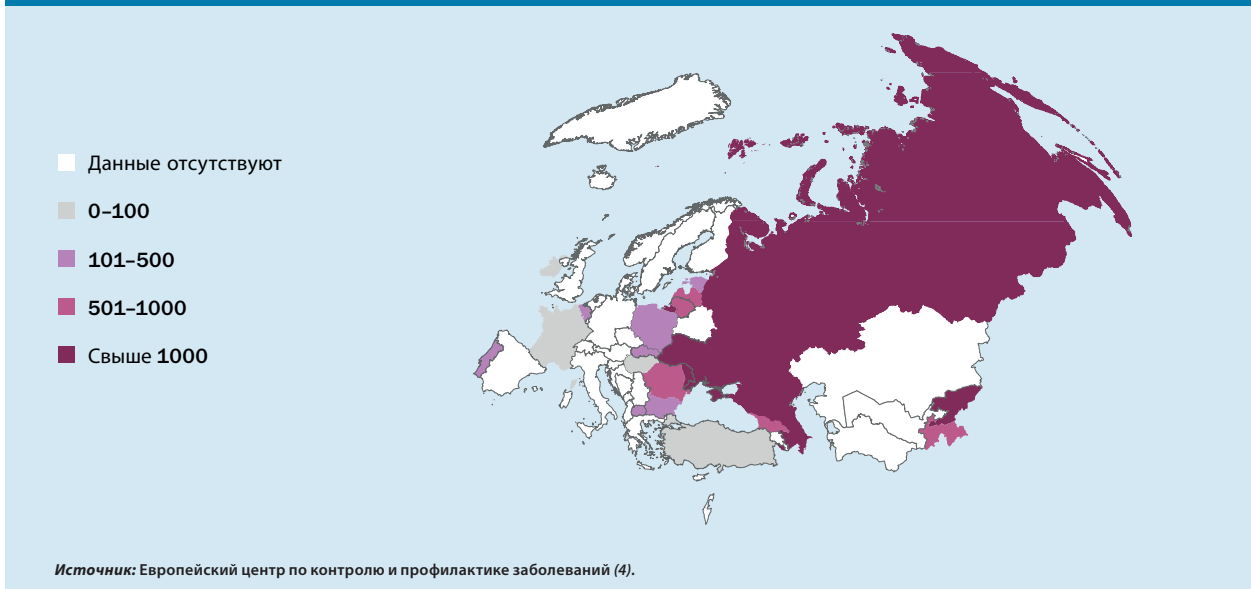 Данные отсутствуют
0–100
101–500
501–1000
Свыше 1000
Источник: Европейский центр по контролю и профилактике заболеваний (4).